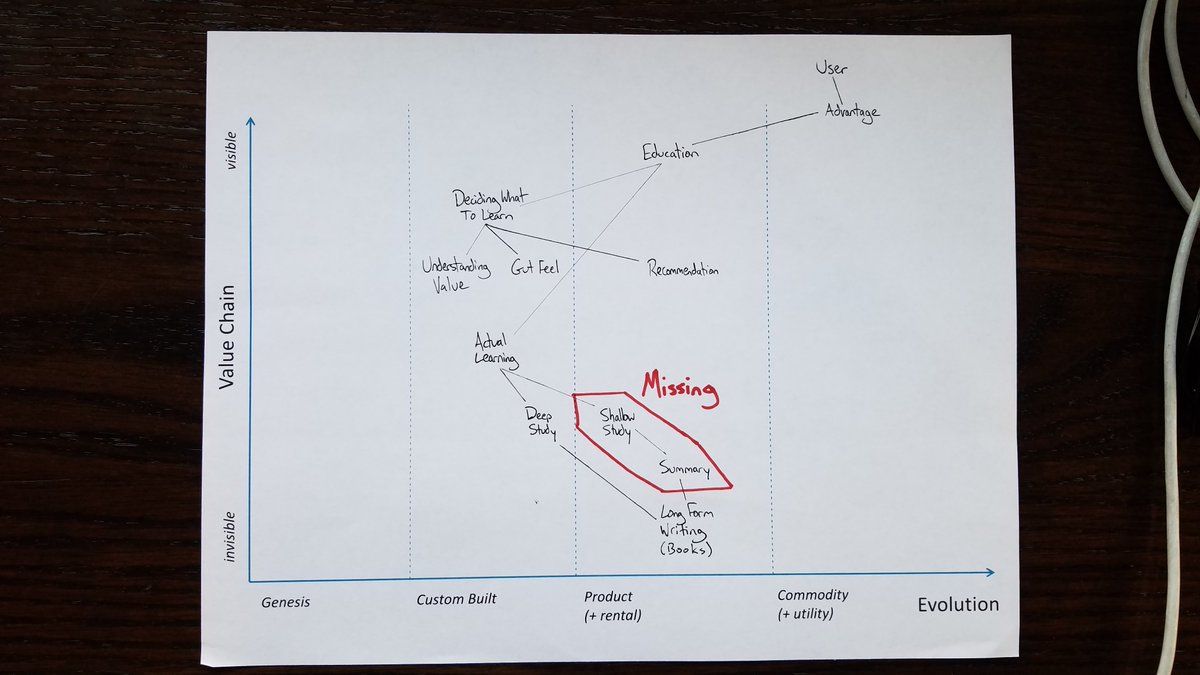 User
Advantage
visible
Education
Deciding What
To Learn
Understanding
Value
Gut Feel
Recommendation
Value Chain
Actual
Learning
Missing
Deep
Study
Shallow
Study
Summary
Long Form
Writing
(Books)
invisible
Genesis
Custom Built
Product
(+ rental)
Commodity
(+ utility)
Evolution